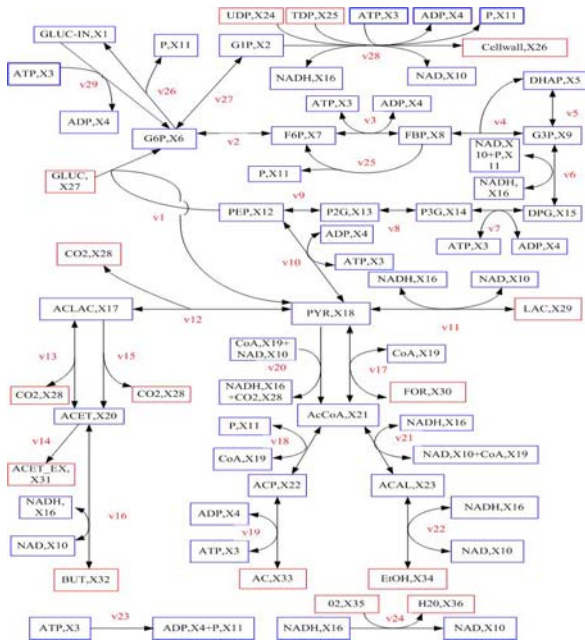 UDP,X24
TDP,X25
ATP,X3
ADP,X4
P,X11
GLUC-IN,X1
P,X11
G1P,X2
v28
Cellwall,X26
NADH,X16
NAD,X10
ATP,X3
v29
v26
v27
DHAP,X5
ADP,X4
ATP,X3
ADP,X4
v3
v4
v5
G6P,X6
v2
F6P,X7
FBP,X8
G3P,X9
v25
NAD,X
10+P,X
11
P,X11
GLUC,
X27
v6
NADH,
X16
v1
v9
PEP,X12
P2G,X13
v8
P3G,X14
DPG,X15
ADP,X4
v7
ATP,X3
ADP,X4
v10
ATP,X3
CO2,X28
NADH,X16
NAD,X10
ACLAC,X17
v12
PYR,X18
v11
LAC,X29
v13
v15
CoA,X19+
NAD,X10
v20
CoA,X19
v17
CO2,X28
CO2,X28
NADH,X16
+CO2,X28
FOR,X30
ACET,X20
AcCoA,X21
v14
P,X11
v18
NADH,X16
v21
ACET_EX,
X31
CoA,X19
NAD,X10+CoA,X19
NADH,
X16
ACP,X22
ACAL,X23
v16
ADP,X4
NADH,X16
NAD,X10
v19
v22
ATP,X3
NAD,X10
BUT,X32
AC,X33
EtOH,X34
02,X35
H20,X36
ATP,X3
v23
ADP,X4+P,X11
NADH,X16
v24
NAD,X10